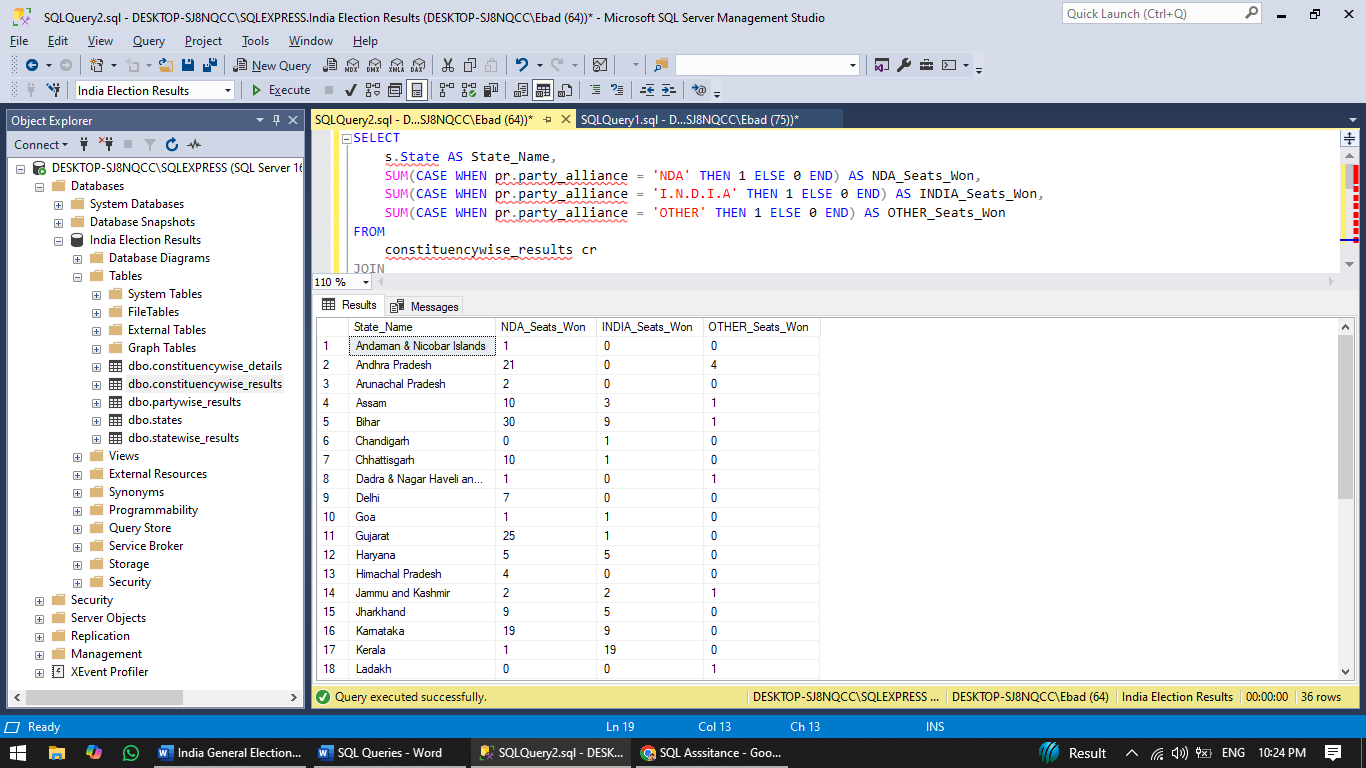 SQLQuery2.sql - DESKTOP-SJ8NQCC\SQLEXPRESS.India Election Results (DESKTOP-SJ8NQCC\Ebad (64))* - Microsoft SQL Server Management Studio
Quick Launch (Ctrl+Q)
File Edit View Query Project Tools Window Help
New Query MDX DMX XMLA DAX
India Election Results Execute
Object Explorer
Connect
DESKTOP-SJ8NQCC\SQLEXPRESS (SQL Server 16
Databases
System Databases
Database Snapshots
India Election Results
Database Diagrams
Tables
System Tables
FileTables
External Tables
Graph Tables
dbo.constituencywise_details
dbo.constituencywise_results
dbo.partywise_results
dbo.states
dbo.statewise_results
Views
External Resources
Synonyms
Programmability
Query Store
Service Broker
Storage
Security
Security
Server Objects
Replication
Management
XEvent Profiler
SQLQuery2.sql - D...SJ8NQCC\Ebad (64))* SQLQuery1.sql - D...SJ8NQCC\Ebad (75))*
SELECT
s.State AS State_Name,
SUM(CASE WHEN pr.party_alliance = 'NDA' THEN 1 ELSE 0 END) AS NDA_Seats_Won,
SUM(CASE WHEN pr.party_alliance = 'I.N.D.I.A' THEN 1 ELSE 0 END) AS INDIA_Seats_Won,
SUM(CASE WHEN pr.party_alliance = 'OTHER' THEN 1 ELSE 0 END) AS OTHER_Seats_Won
FROM
constituencywise_results cr
JOIN
110 %
Results Messages
State_Name NDA_Seats_Won INDIA_Seats_Won OTHER_Seats_Won
1 Andaman & Nicobar Islands 1 0 0
2 Andhra Pradesh 21 0 4
3 Arunachal Pradesh 2 0 0
4 Assam 10 3 1
5 Bihar 30 9 1
6 Chandigarh 0 1 0
7 Chhattisgarh 10 1 0
8 Dadra & Nagar Haveli an... 1 0 1
9 Delhi 7 0 0
10 Goa 1 1 0
11 Gujarat 25 1 0
12 Haryana 5 5 0
13 Himachal Pradesh 4 0 0
14 Jammu and Kashmir 2 2 1
15 Jharkhand 9 5 0
16 Karnataka 19 9 0
17 Kerala 1 19 0
18 Ladakh 0 0 1
Query executed successfully. DESKTOP-SJ8NQCC\SQLEXPRESS ... DESKTOP-SJ8NQCC\Ebad (64) India Election Results 00:00:00 36 rows
Ready Ln 19 Col 13 Ch 13 INS
India General Election... SQL Queries - Word SQLQuery2.sql - DESK... SQL Asssitance - Goo... Result ENG 10:24 PM